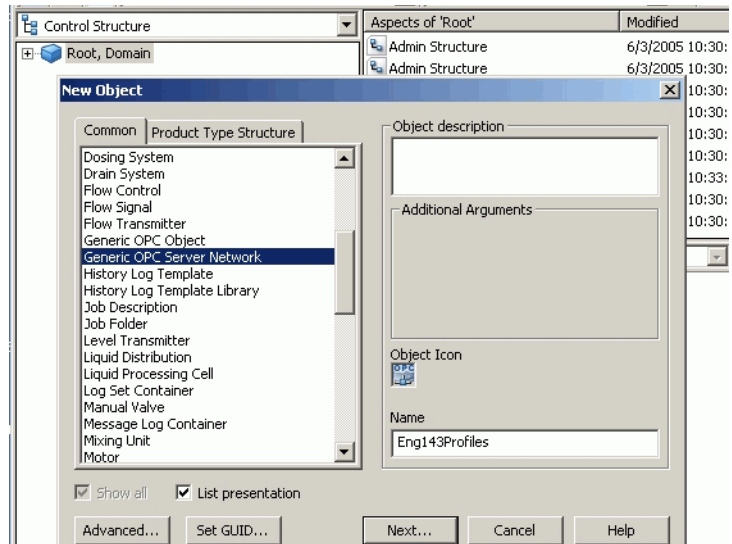 Control Structure
Aspects of 'Root'
Modified
Root, Domain
Admin Structure
6/3/2005 10:30:
Admin Structure
6/3/2005 10:30:
New Object
10:30:
10:30:
10:30:
10:30:
10:33:
10:30:
10:30:
Common
Product Type Structure
Dosing System
Drain System
Flow Control
Flow Signal
Flow Transmitter
Generic OPC Object
Generic OPC Server Network
History Log Template
History Log Template Library
Job Description
Job Folder
Level Transmitter
Liquid Distribution
Liquid Processing Cell
Log Set Container
Manual Valve
Message Log Container
Mixing Unit
Motor
Object description
Additional Arguments
Object Icon
OPC
Name
Eng143Profiles
Show all
List presentation
Advanced...
Set GUID...
Next...
Cancel
Help